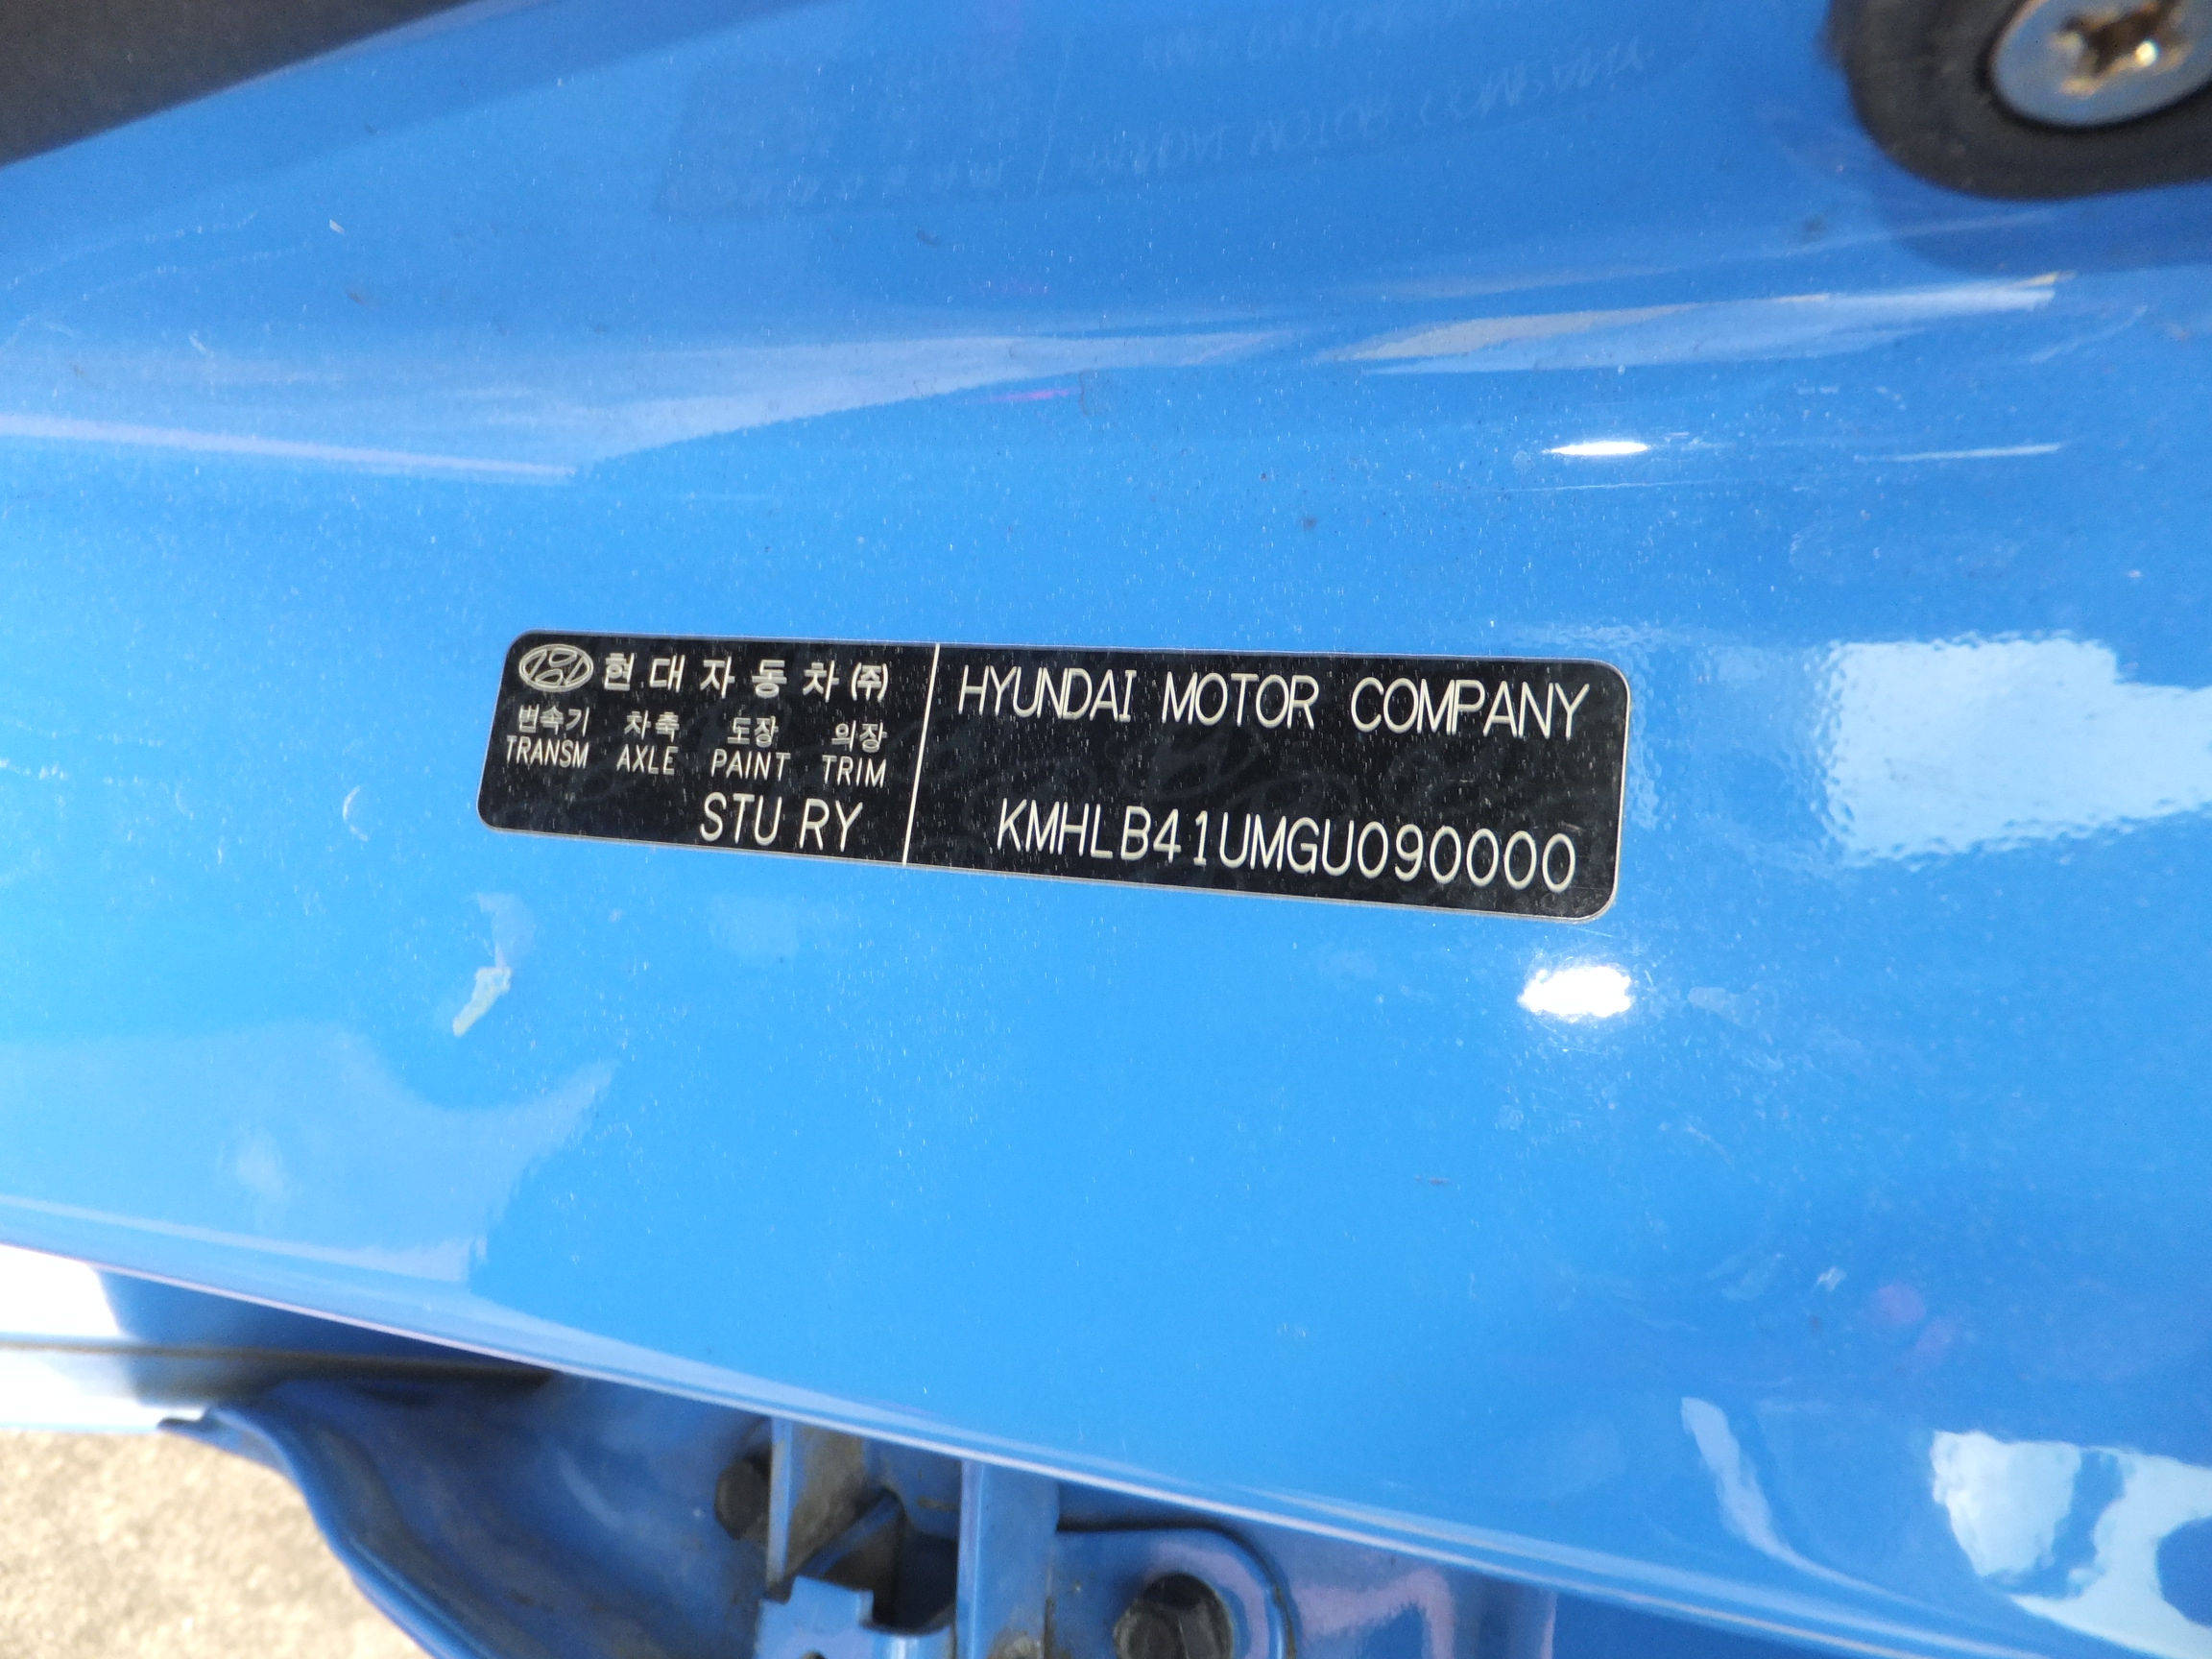 현대자동차(주)
변속기 차축 도장 의장
TRANSM AXLE PAINT TRIM
STU RY
HYUNDAI MOTOR COMPANY
KMHLB41UMGU090000